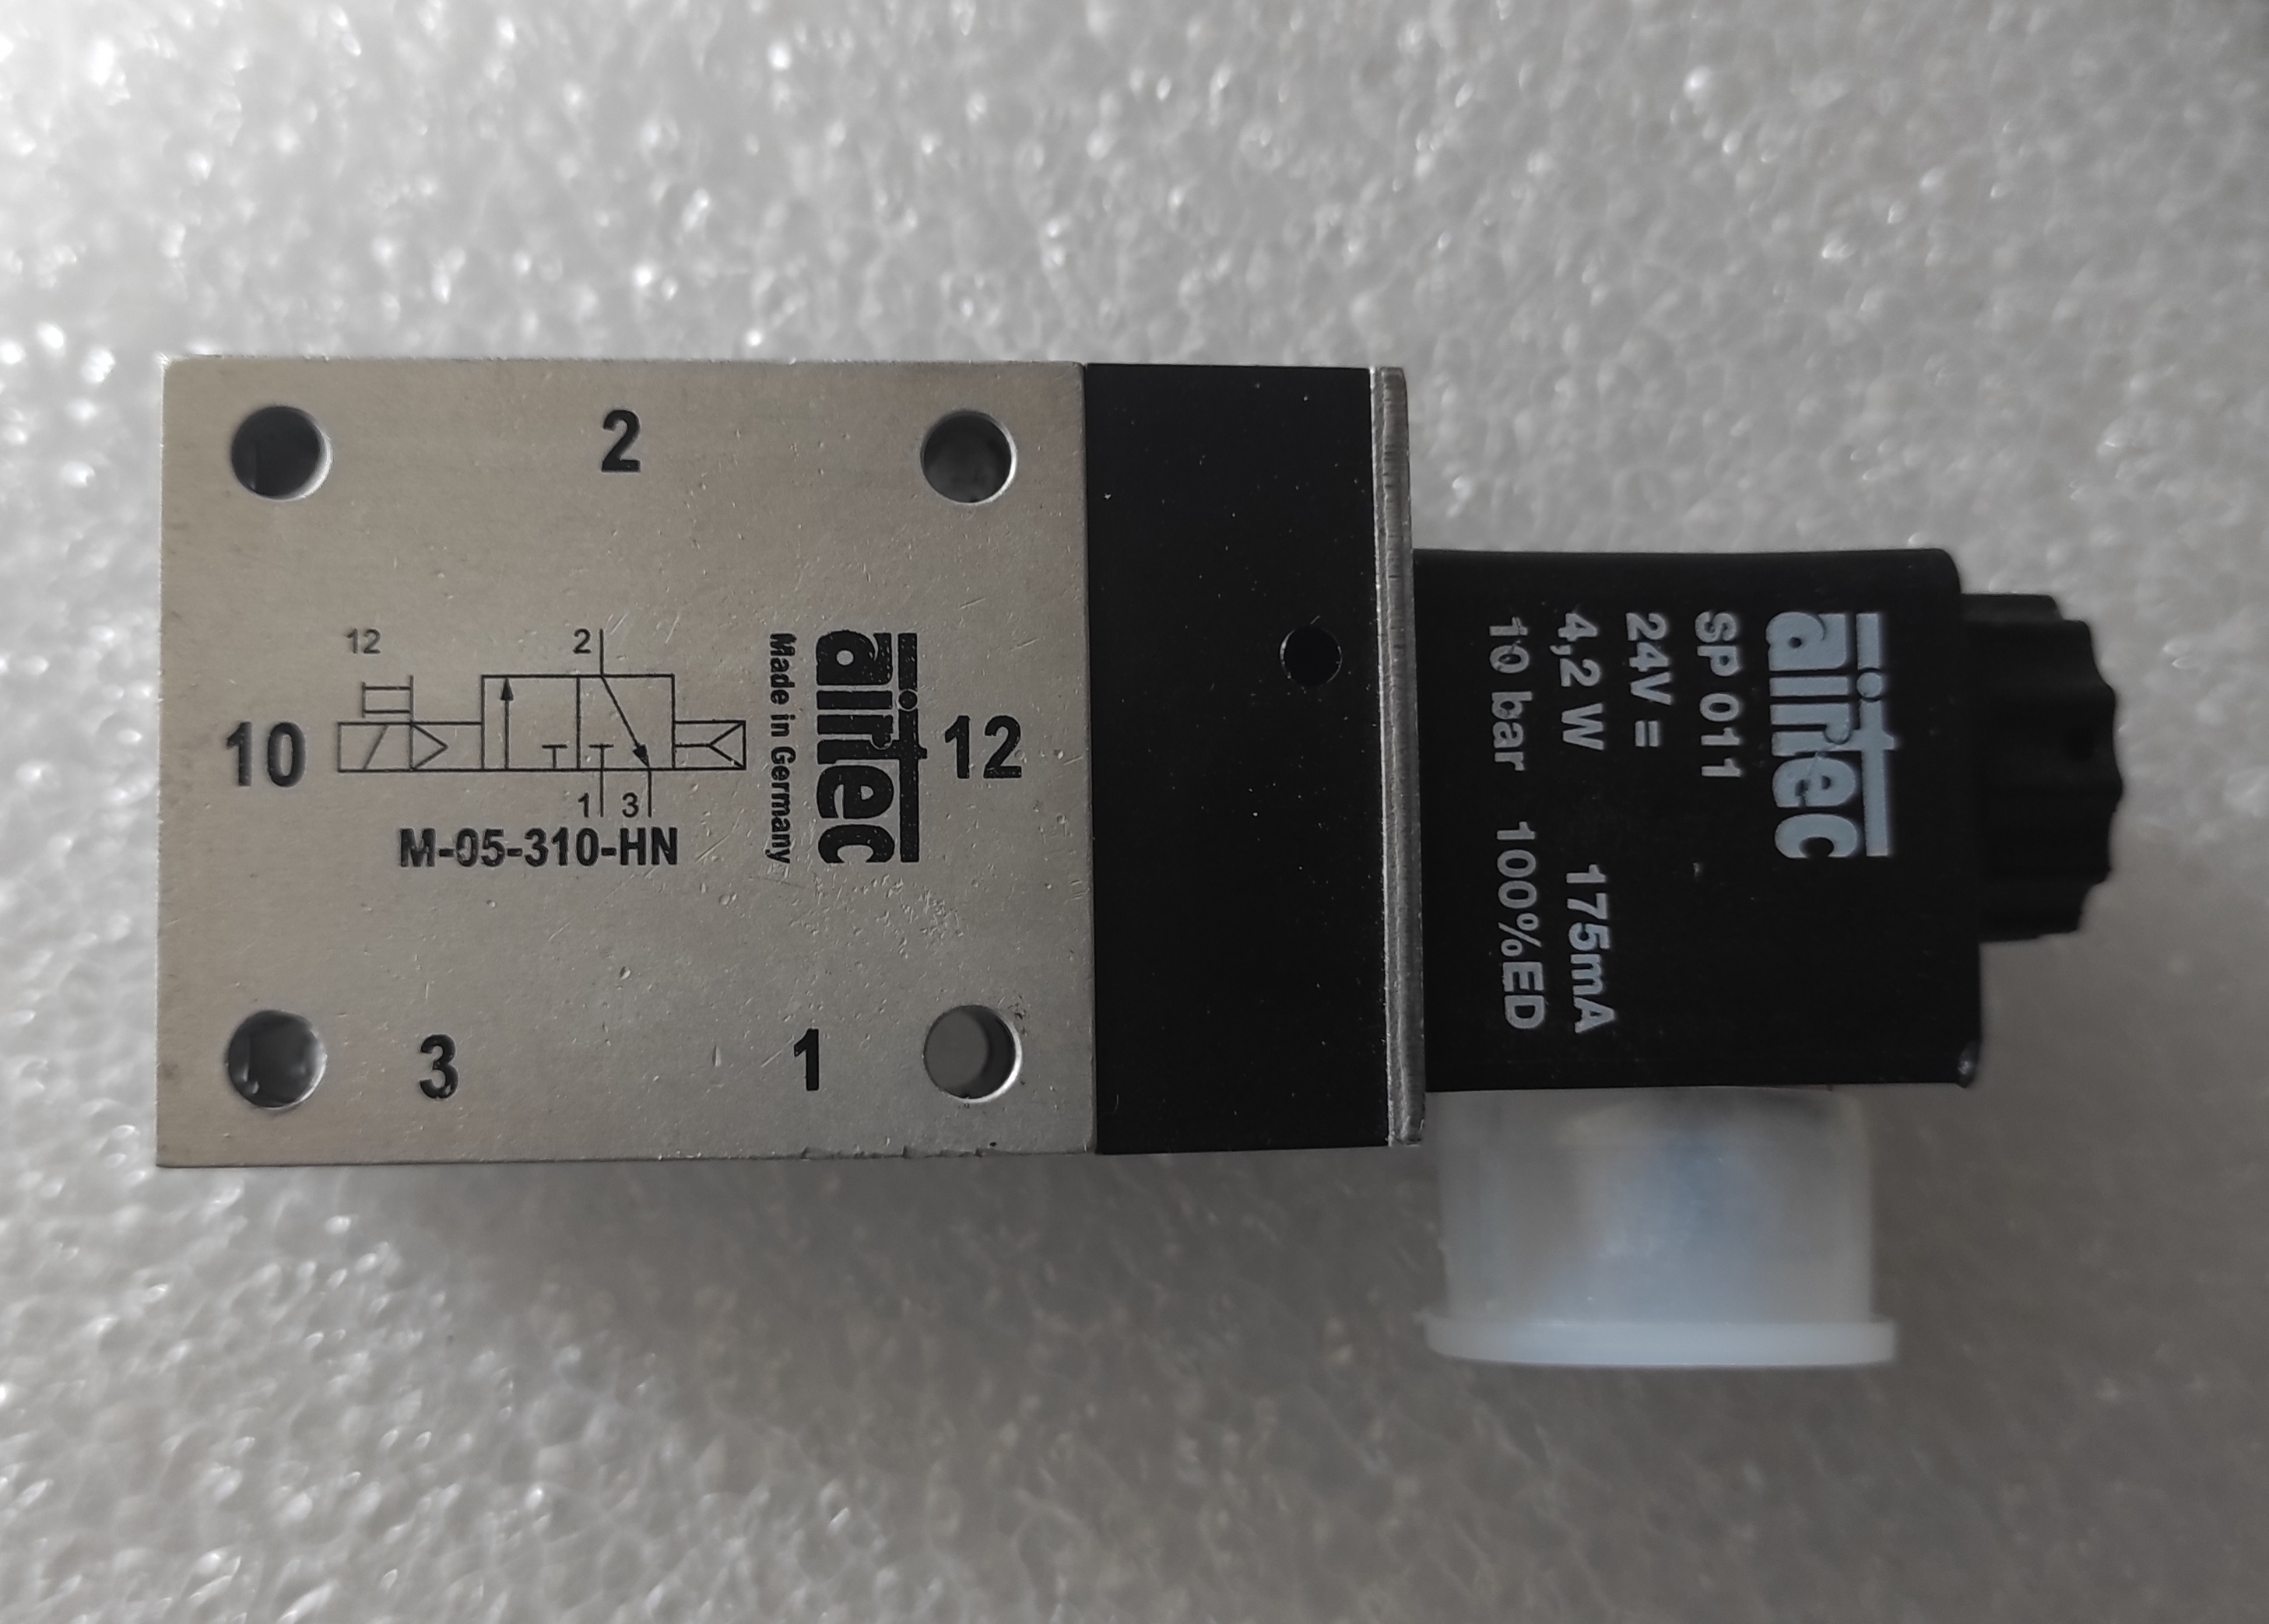 2
12
2
10
12
1 3
M-05-310-HN
airtec
Made in Germany
3
1
airtec
SP 011
24V =
4,2 W 175mA
10 bar 100%ED